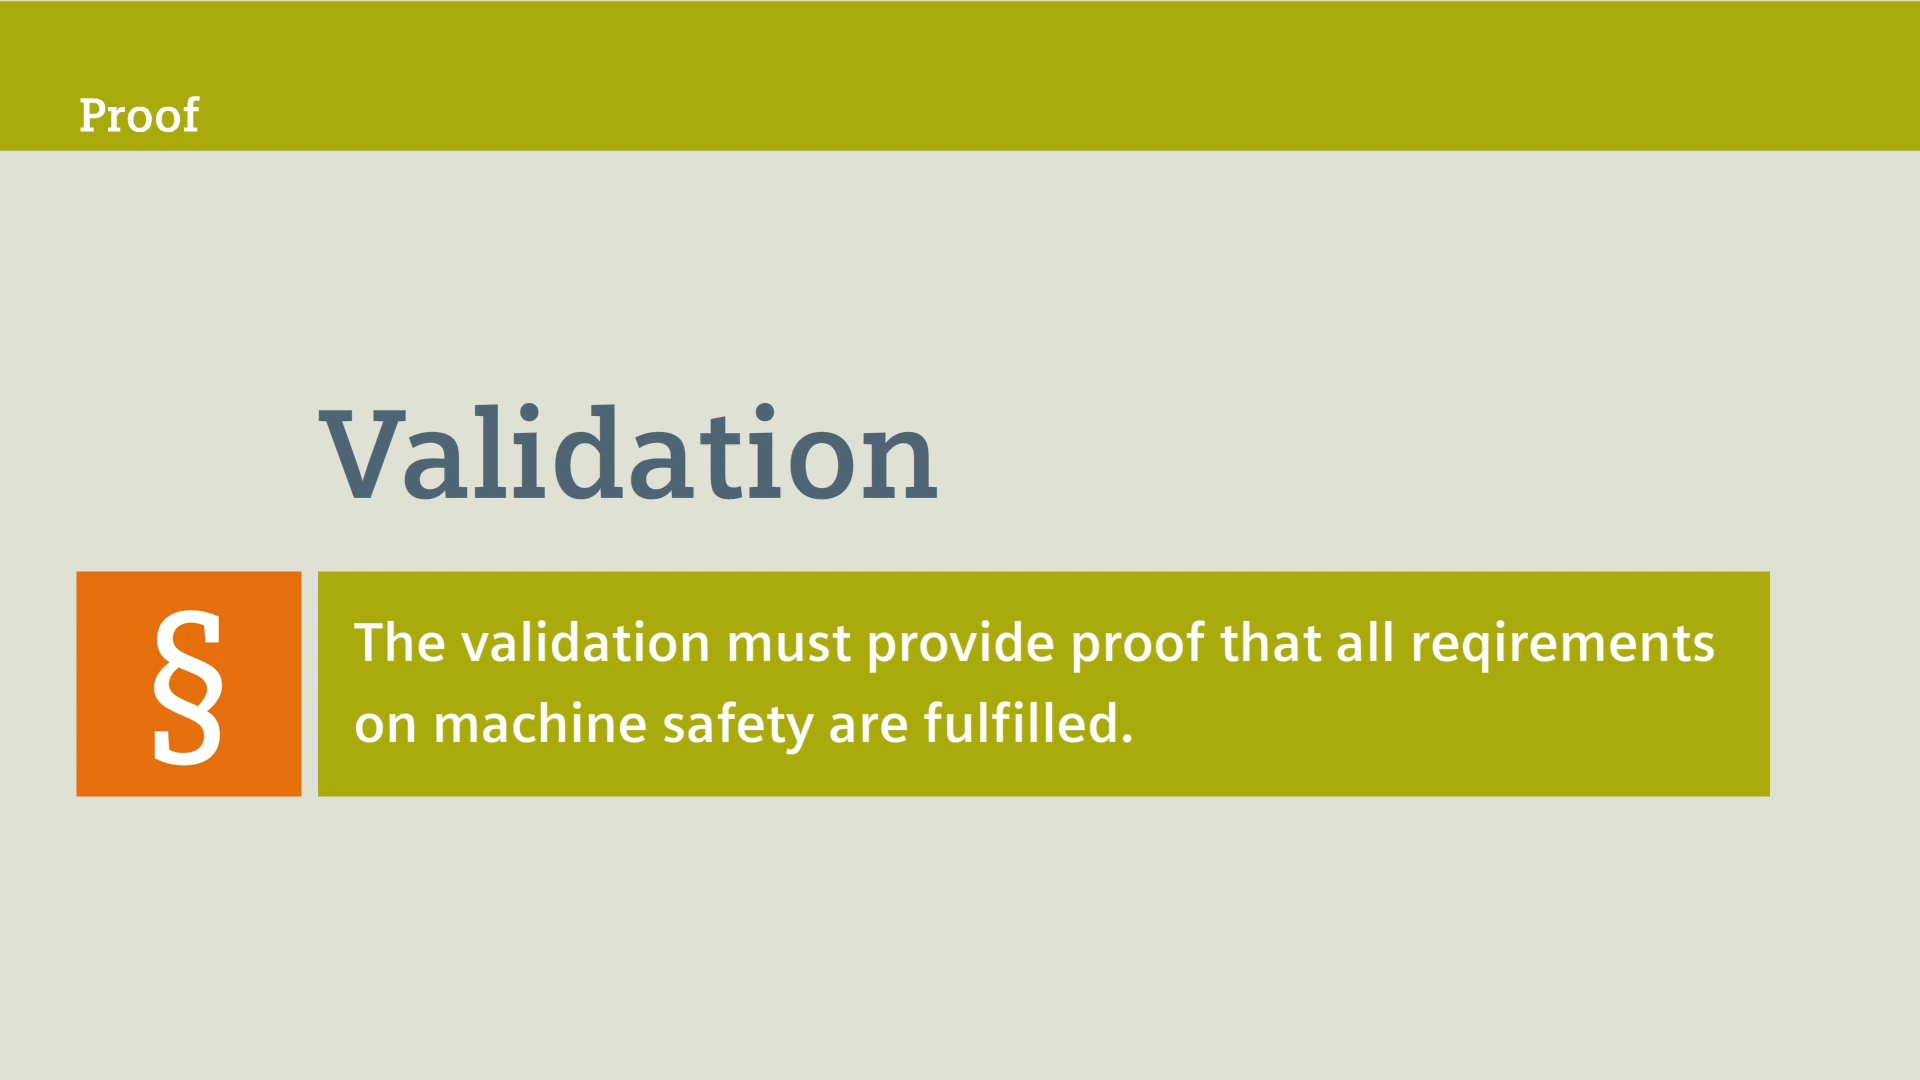 Proof
Validation
§
The validation must provide proof that all reqirements
on machine safety are fulfilled.